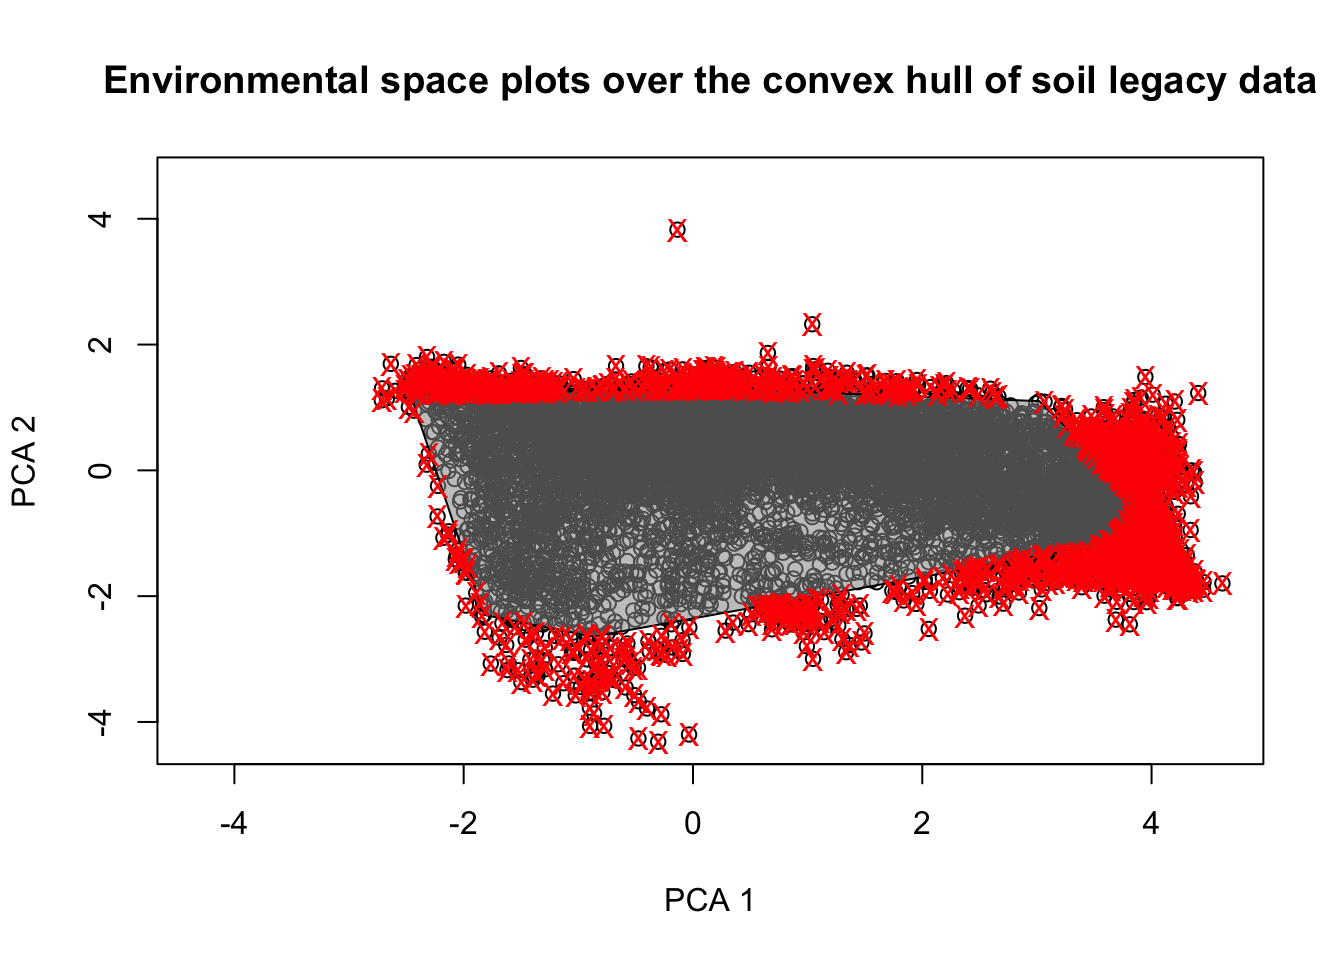 Environmental space plots over the convex hull of soil legacy data
PCA 2
4
2
0
-2
-4
-4 -2 0 2 4
PCA 1